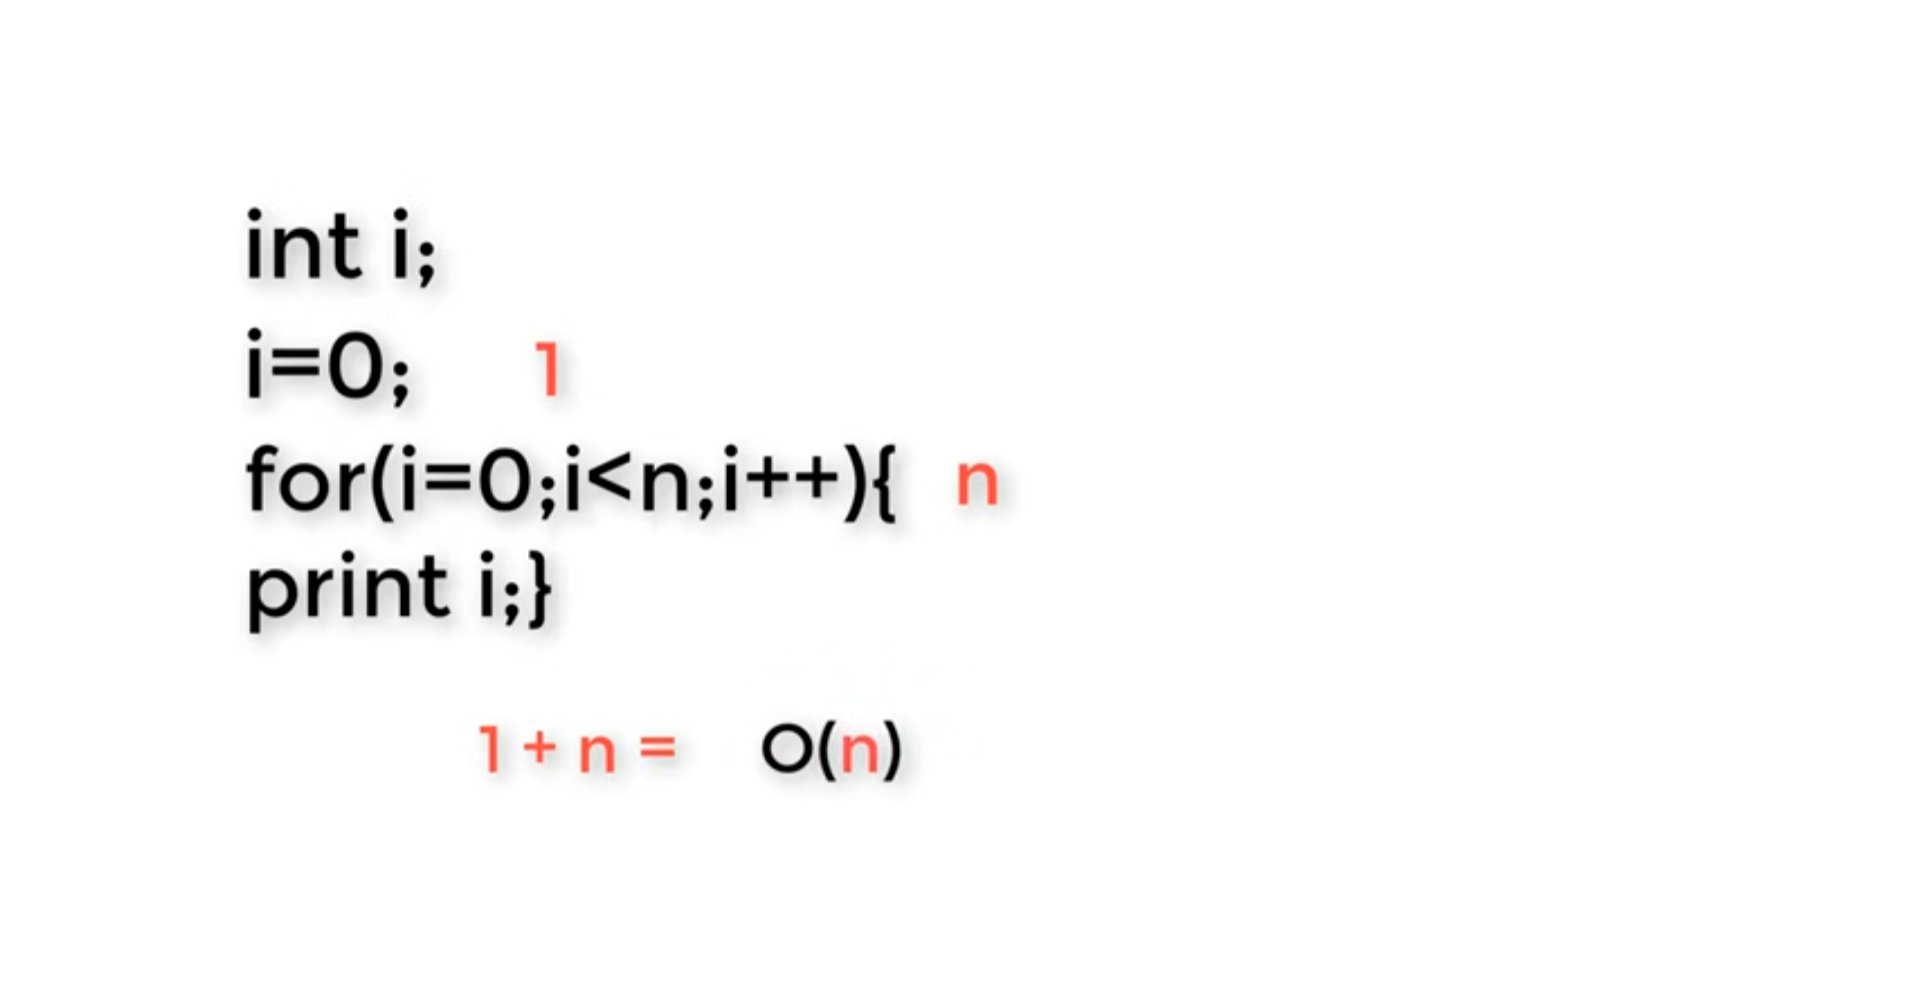 int i;
i=0; 1
for(i=0;i<n;i++){ n
print i;}
1 + n = O(n)